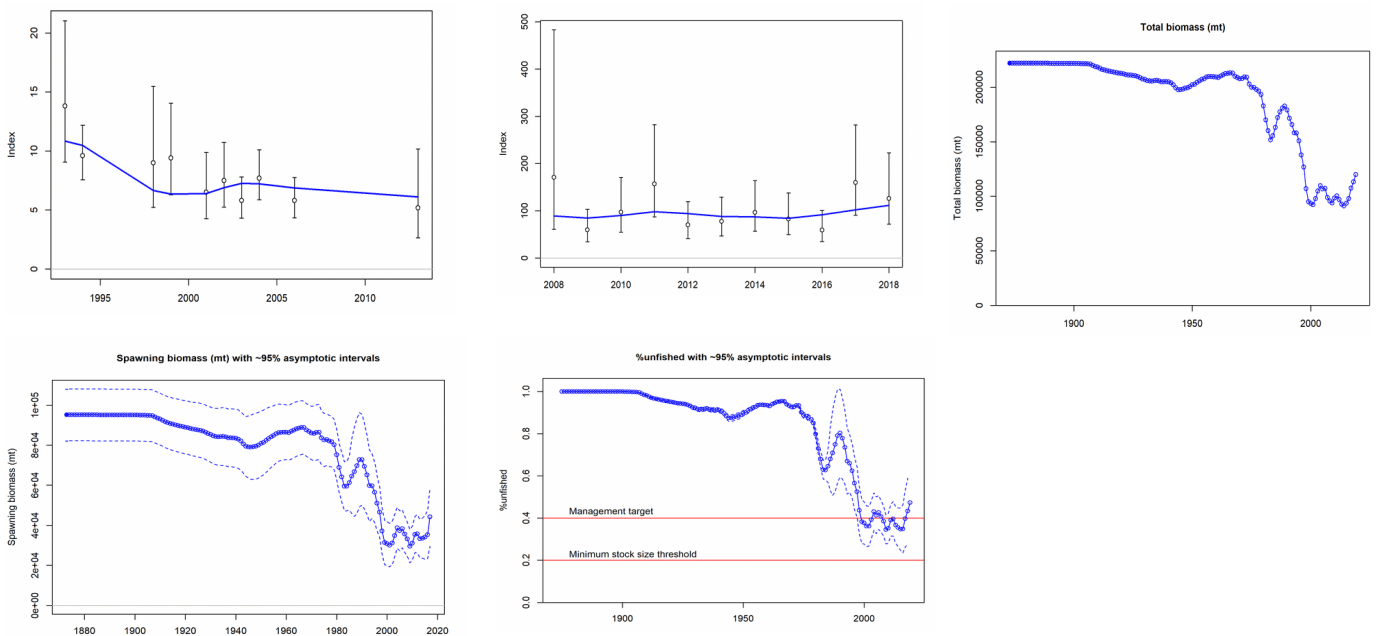 20
15
10
5
0
Index
1995
2000
2005
2010
500
400
300
200
100
0
Index
2008
2010
2012
2014
2016
2018
Total biomass (mt)
200000
150000
100000
50000
0
Total biomass (mt)
1900
1950
2000
Spawning biomass (mt) with ~95% asymptotic intervals
1e+05
8e+04
6e+04
4e+04
2e+04
0e+00
Spawning biomass (mt)
1880
1900
1920
1940
1960
1980
2000
2020
%unfished with ~95% asymptotic intervals
1.0
0.8
0.6
0.4
0.2
0.0
%unfished
Management target
Minimum stock size threshold
1900
1950
2000